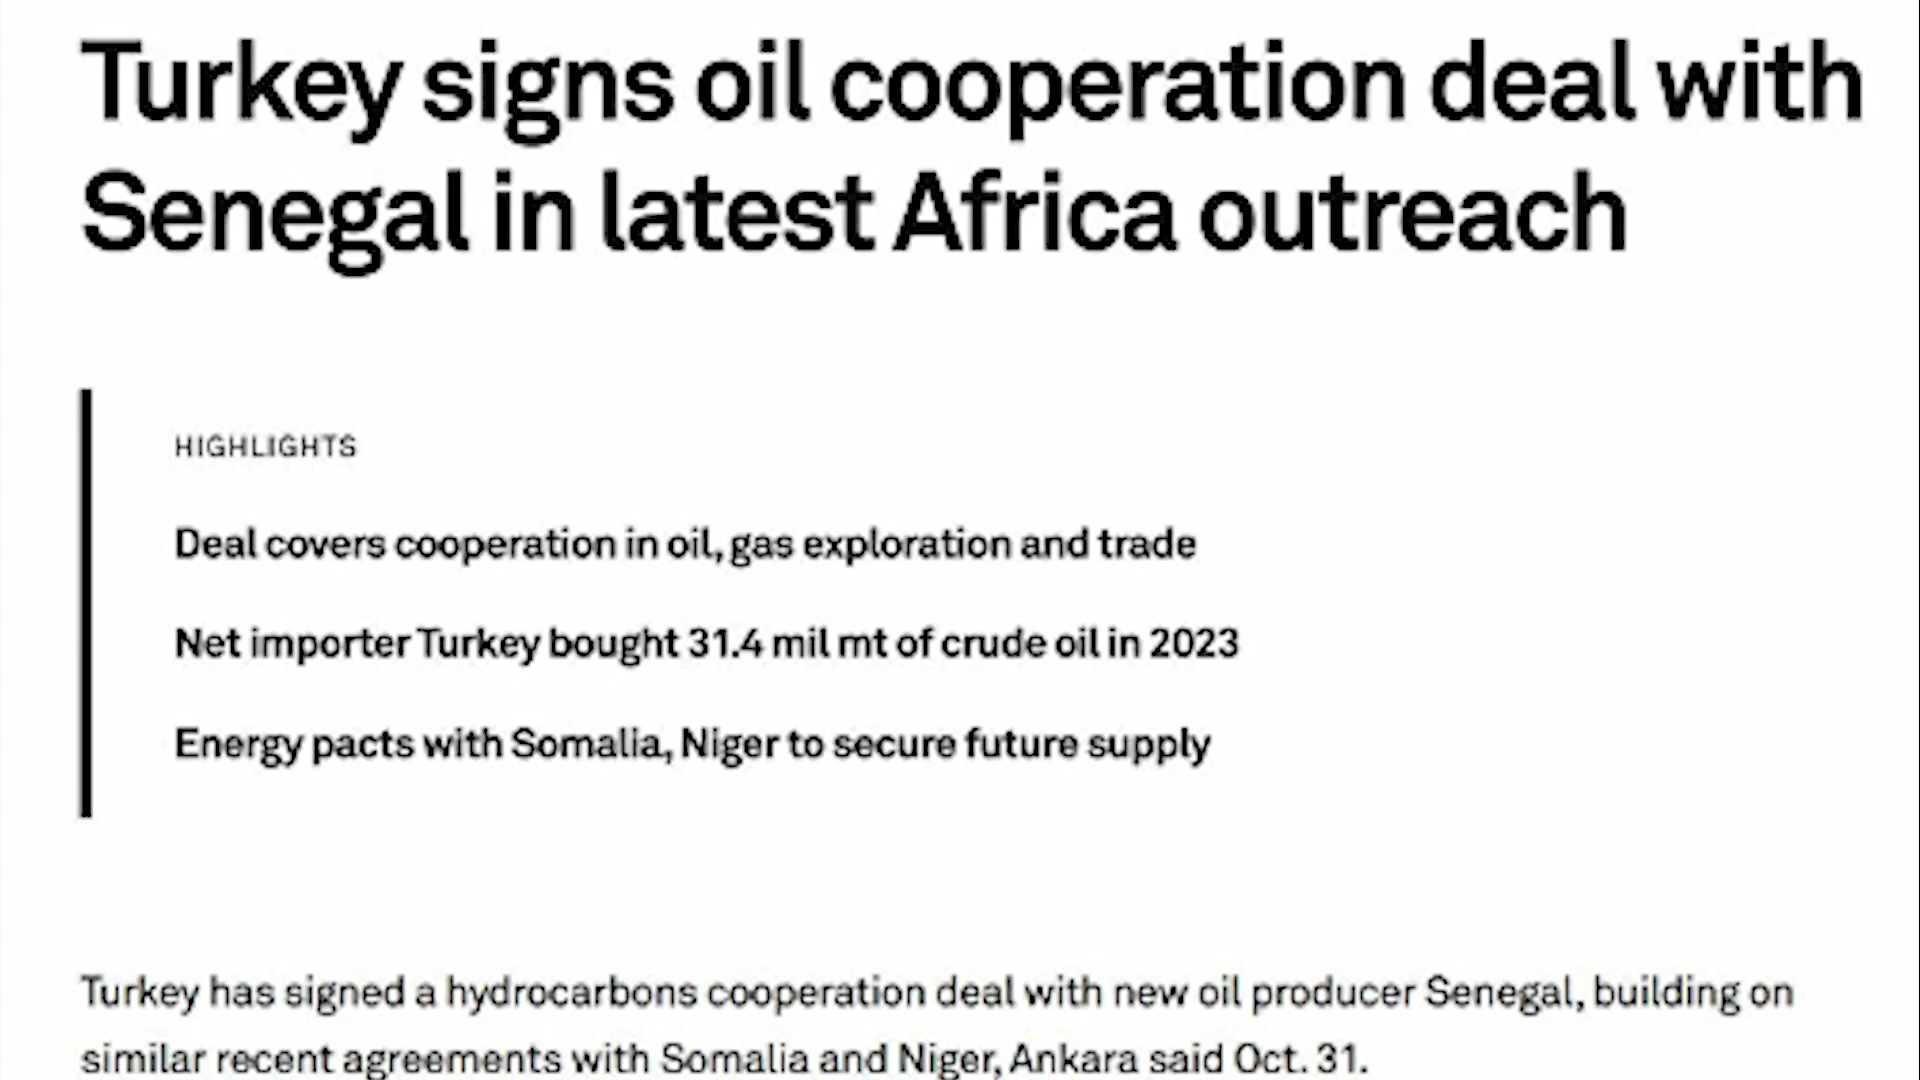 Turkey signs oil cooperation deal with
Senegal in latest Africa outreach
HIGHLIGHTS
Deal covers cooperation in oil, gas exploration and trade
Net importer Turkey bought 31.4 mil mt of crude oil in 2023
Energy pacts with Somalia, Niger to secure future supply
Turkey has signed a hydrocarbons cooperation deal with new oil producer Senegal, building on
similar recent agreements with Somalia and Niger, Ankara said Oct. 31.